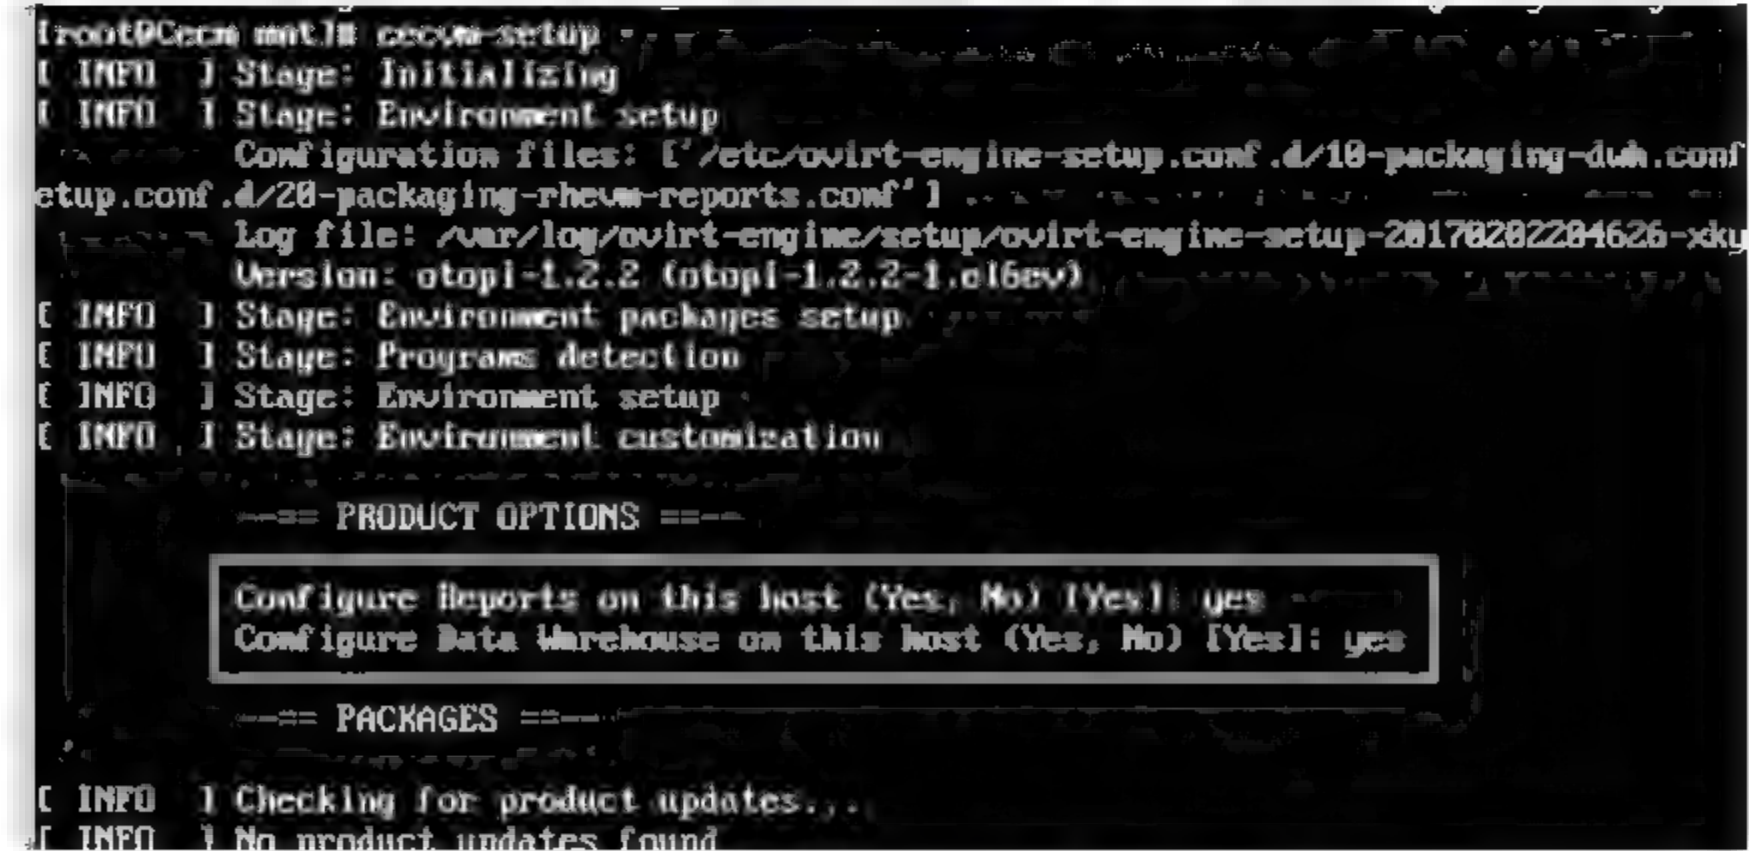 [root@Cecm mnt]# cecvm-setup
[ INFO  ] Stage: Initializing
[ INFO  ] Stage: Environment setup
Configuration files: ['/etc/ovirt-engine-setup.conf.d/10-packaging-dwh.conf
etup.conf.d/20-packaging-rhevm-reports.conf']
Log file: /var/log/ovirt-engine/setup/ovirt-engine-setup-20170202204626-xky
Version: otopi-1.2.2 (otopi-1.2.2-1.el6ev)
[ INFO  ] Stage: Environment packages setup
[ INFO  ] Stage: Programs detection
[ INFO  ] Stage: Environment setup
[ INFO  ] Stage: Environment customization
--== PRODUCT OPTIONS ==--
Configure Reports on this host (Yes, No) [Yes]: yes
Configure Data Warehouse on this host (Yes, No) [Yes]: yes
--== PACKAGES ==--
[ INFO  ] Checking for product updates...
[ INFO  ] No product updates found